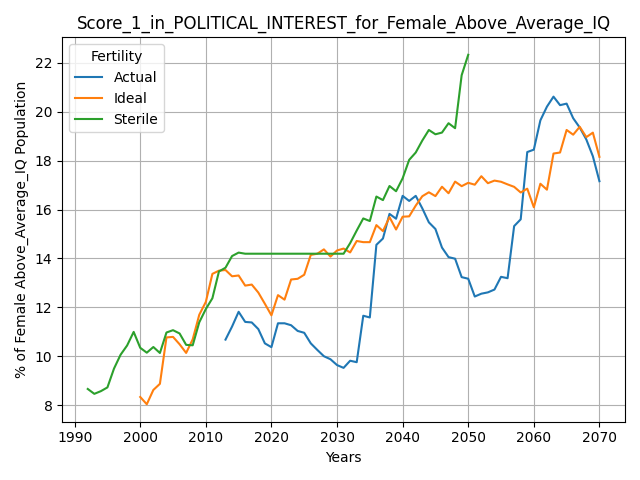 Score_1_in_POLITICAL_INTEREST_for_Female_Above_Average_IQ
Fertility
Actual
Ideal
Sterile
% of Female Above_Average_IQ Population
22
20
18
16
14
12
10
8
1990 2000 2010 2020 2030 2040 2050 2060 2070
Years